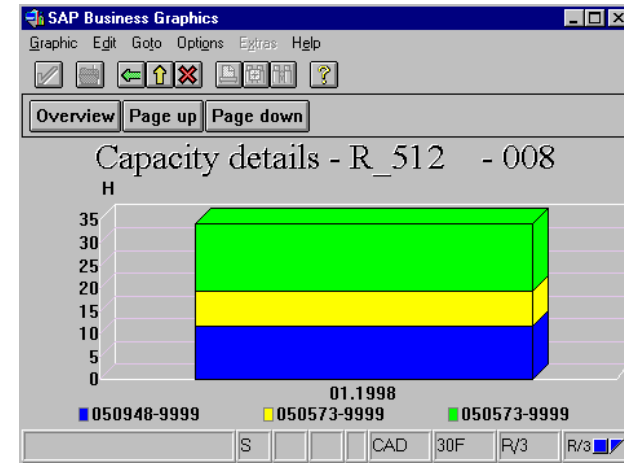 SAP Business Graphics
Graphic Edit Goto Options Extras Help
Overview Page up Page down
Capacity details - R_512 - 008
H
35
30
25
20
15
10
5
0
01.1998
050948-9999 050573-9999 050573-9999
S CAD 30F R/3 R/3